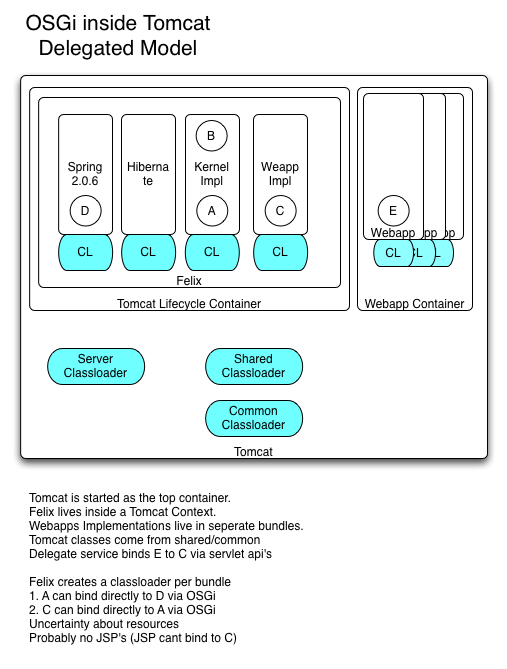 OSGi inside Tomcat
Delegated Model
B
Spring
2.0.6
Hiberna
te
Kernel
Impl
Weapp
Impl
D
A
C
E
Webapp
pp
pp
CL
CL
CL
CL
CL
CL
L
Felix
Tomcat Lifecycle Container
Webapp Container
Server
Classloader
Shared
Classloader
Common
Classloader
Tomcat
Tomcat is started as the top container.
Felix lives inside a Tomcat Context.
Webapps Implementations live in seperate bundles.
Tomcat classes come from shared/common
Delegate service binds E to C via servlet api's
Felix creates a classloader per bundle
1. A can bind directly to D via OSGi
2. C can bind directly to A via OSGi
Uncertainty about resources
Probably no JSP's (JSP cant bind to C)